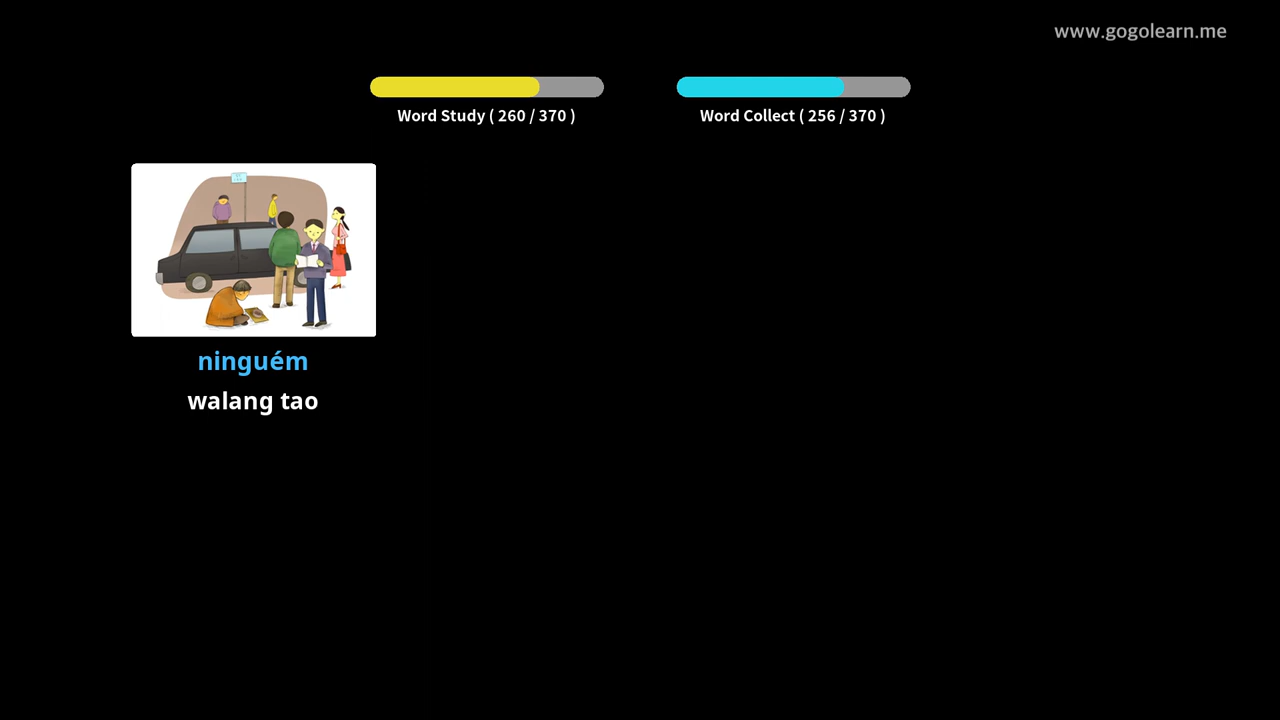 www.gogolearn.me
Word Study ( 260 / 370 )
Word Collect ( 256 / 370 )
ninguém
walang tao